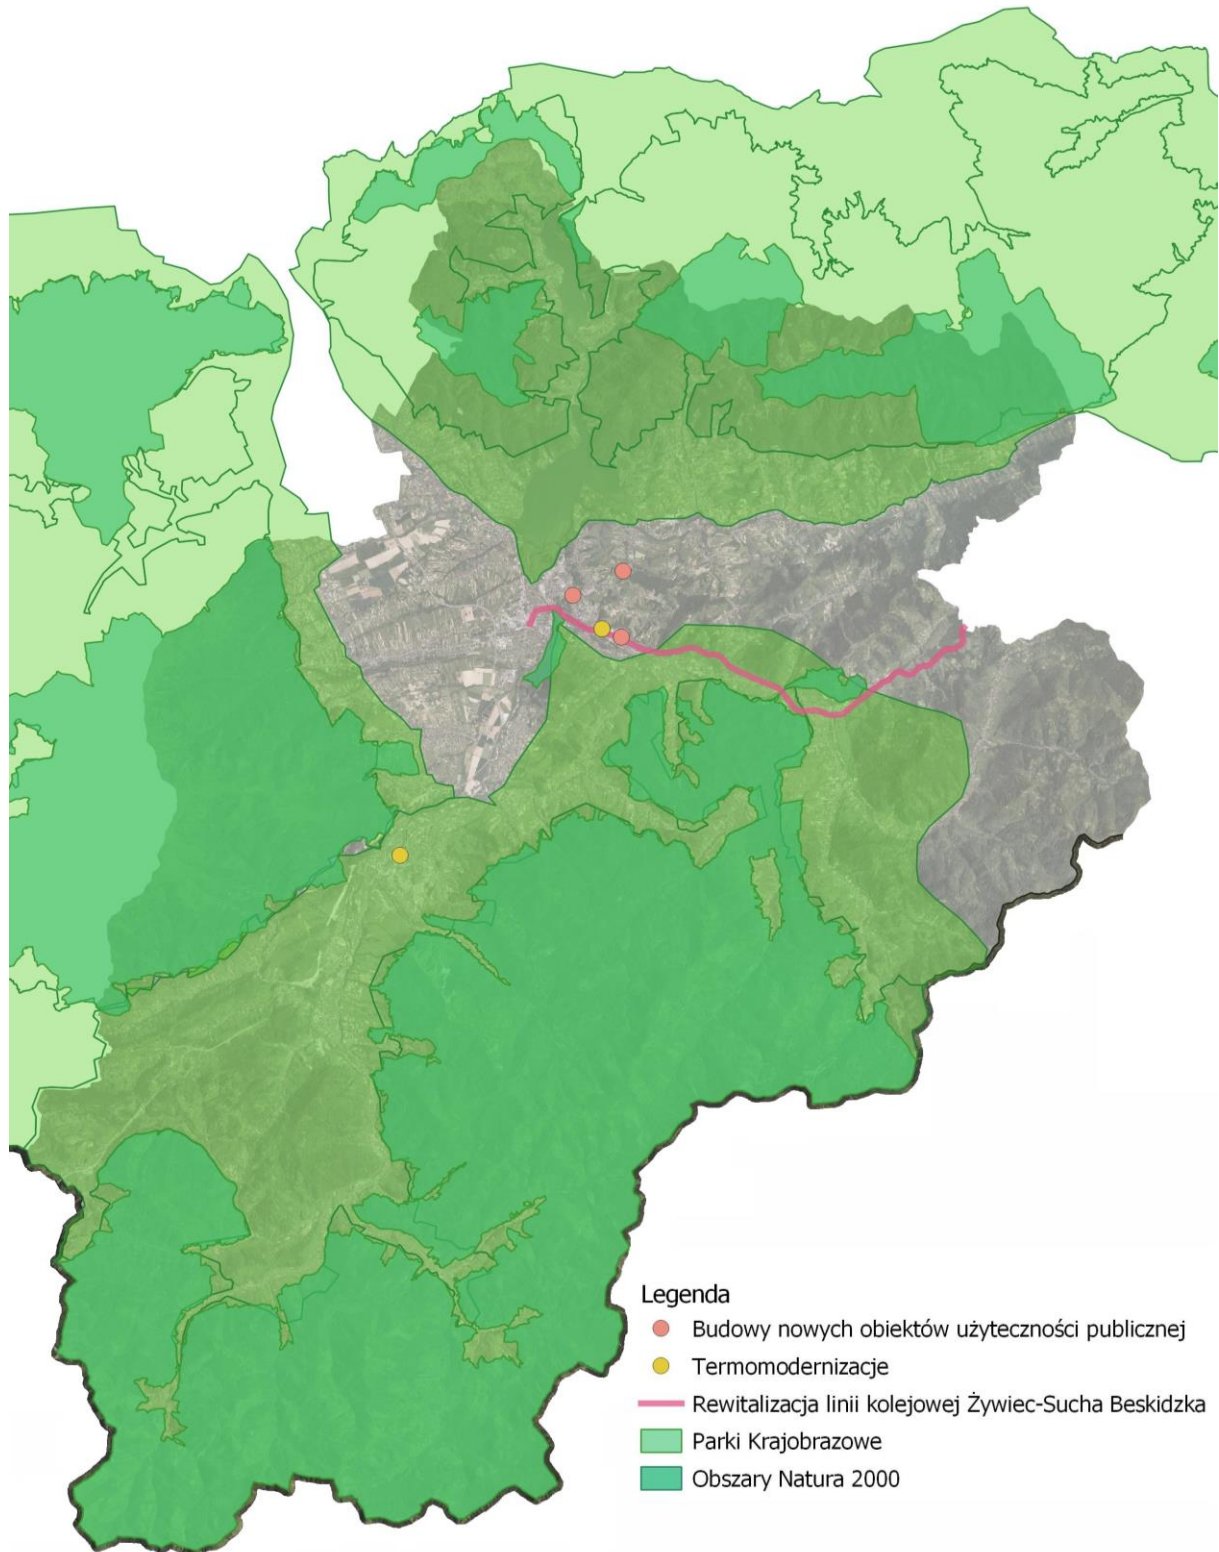 Legenda
Budowy nowych obiektów użyteczności publicznej
Termomodernizacje
Rewitalizacja linii kolejowej Żywiec-Sucha Beskidzka
Parki Krajobrazowe
Obszary Natura 2000